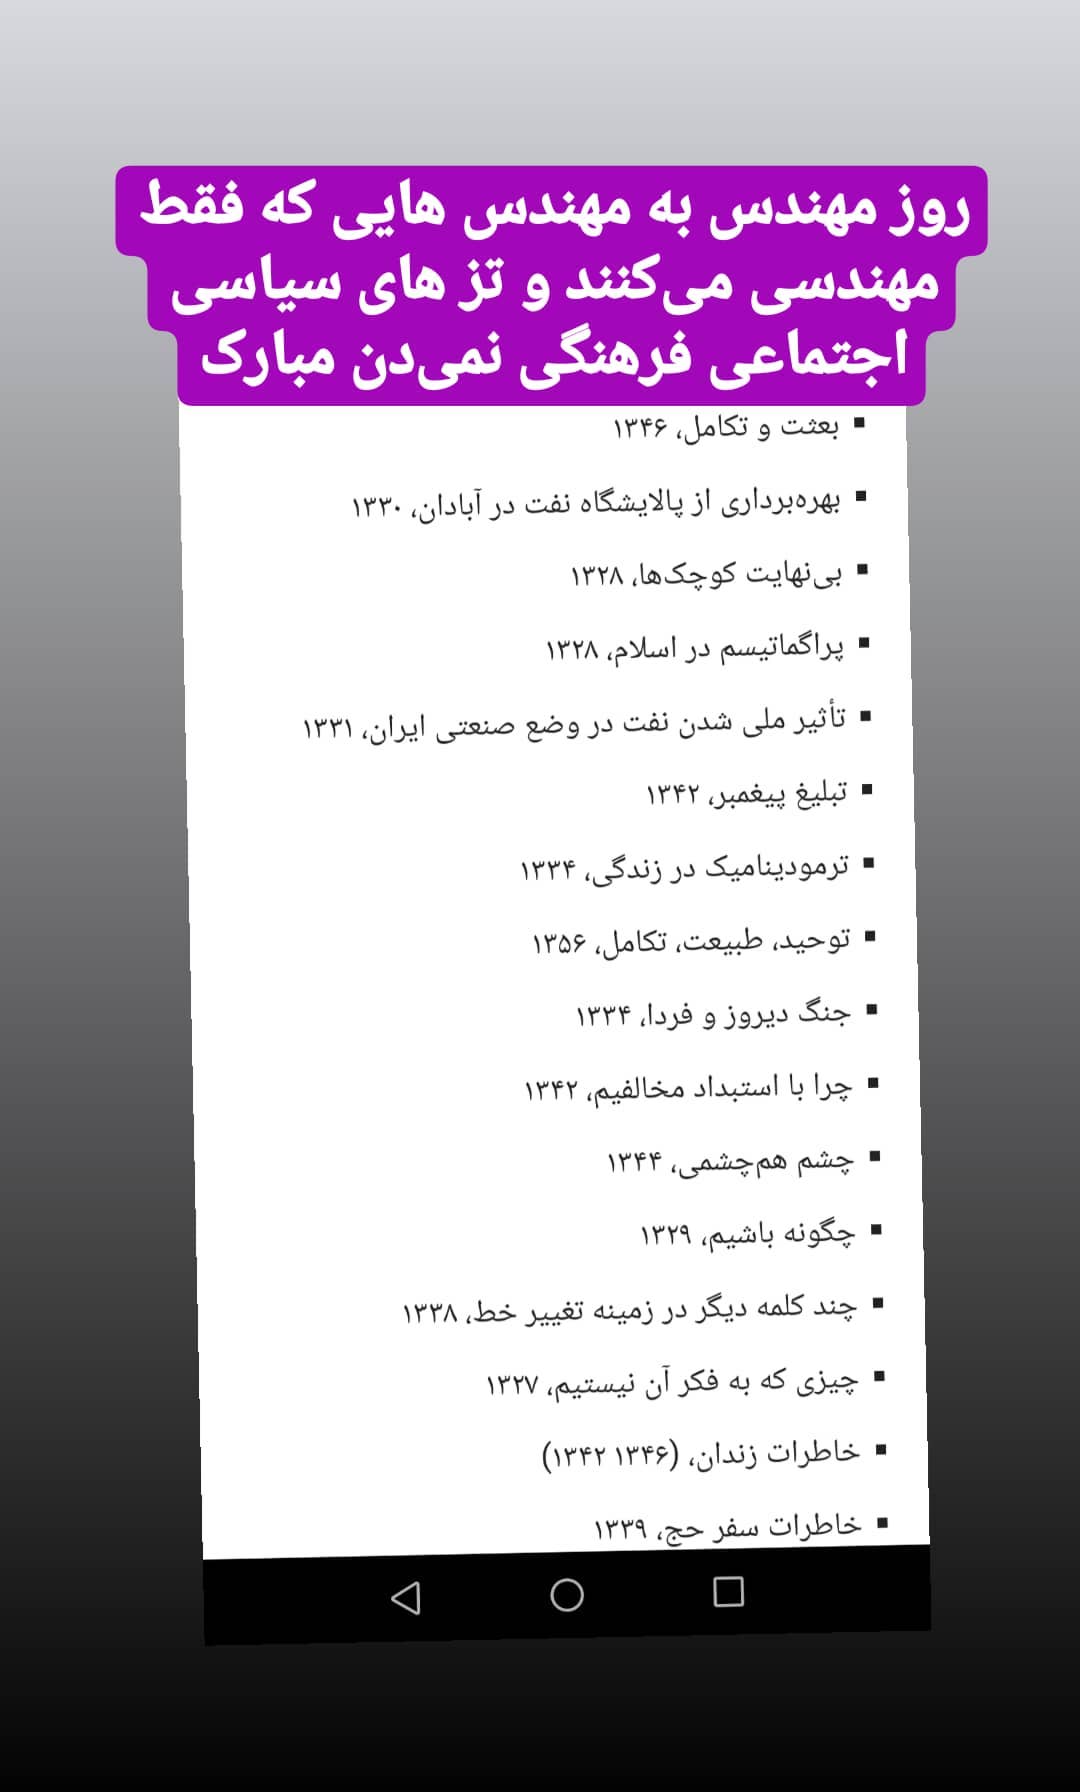 روز مهندس به مهندس هایی که فقط
مهندسی می‌کنند و تز های سیاسی
اجتماعی فرهنگی نمی‌دن مبارک
▪ بعثت و تکامل، ۱۳۴۶
▪ بهره‌برداری از پالایشگاه نفت در آبادان، ۱۳۳۰
▪ بی‌نهایت کوچک‌ها، ۱۳۲۸
▪ پراگماتیسم در اسلام، ۱۳۲۸
▪ تأثیر ملی شدن نفت در وضع صنعتی ایران، ۱۳۳۱
▪ تبلیغ پیغمبر، ۱۳۴۲
▪ ترمودینامیک در زندگی، ۱۳۳۴
▪ توحید، طبیعت، تکامل، ۱۳۵۶
▪ جنگ دیروز و فردا، ۱۳۳۴
▪ چرا با استبداد مخالفیم، ۱۳۴۲
▪ چشم هم‌چشمی، ۱۳۴۴
▪ چگونه باشیم، ۱۳۲۹
▪ چند کلمه دیگر در زمینه تغییر خط، ۱۳۳۸
▪ چیزی که به فکر آن نیستیم، ۱۳۲۷
▪ خاطرات زندان، (۱۳۴۶ ۱۳۴۲)
▪ خاطرات سفر حج، ۱۳۳۹